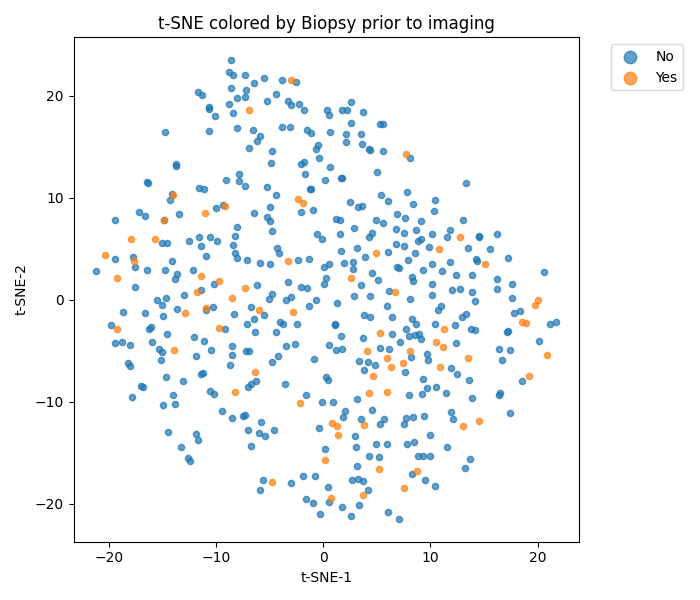 t-SNE colored by Biopsy prior to imaging
No
Yes
20
10
0
−10
−20
t-SNE-2
−20 −10 0 10 20
t-SNE-1